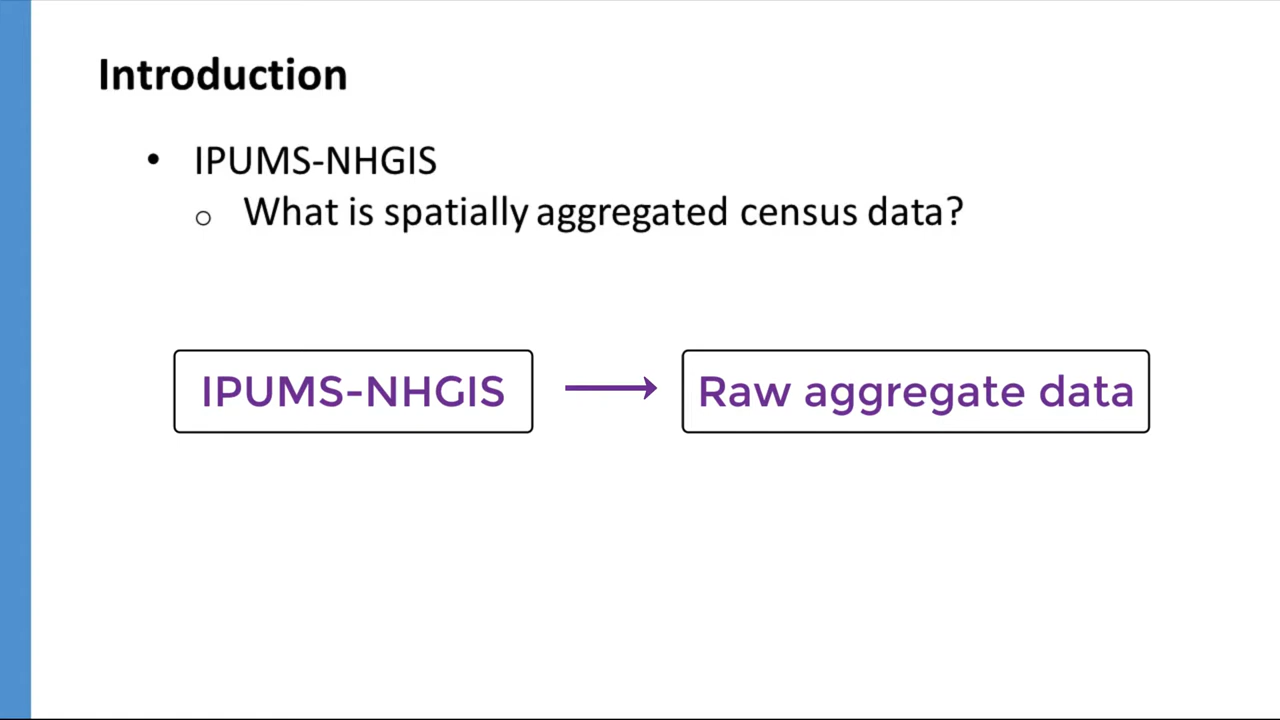 Introduction
• IPUMS-NHGIS
o What is spatially aggregated census data?
IPUMS-NHGIS
Raw aggregate data